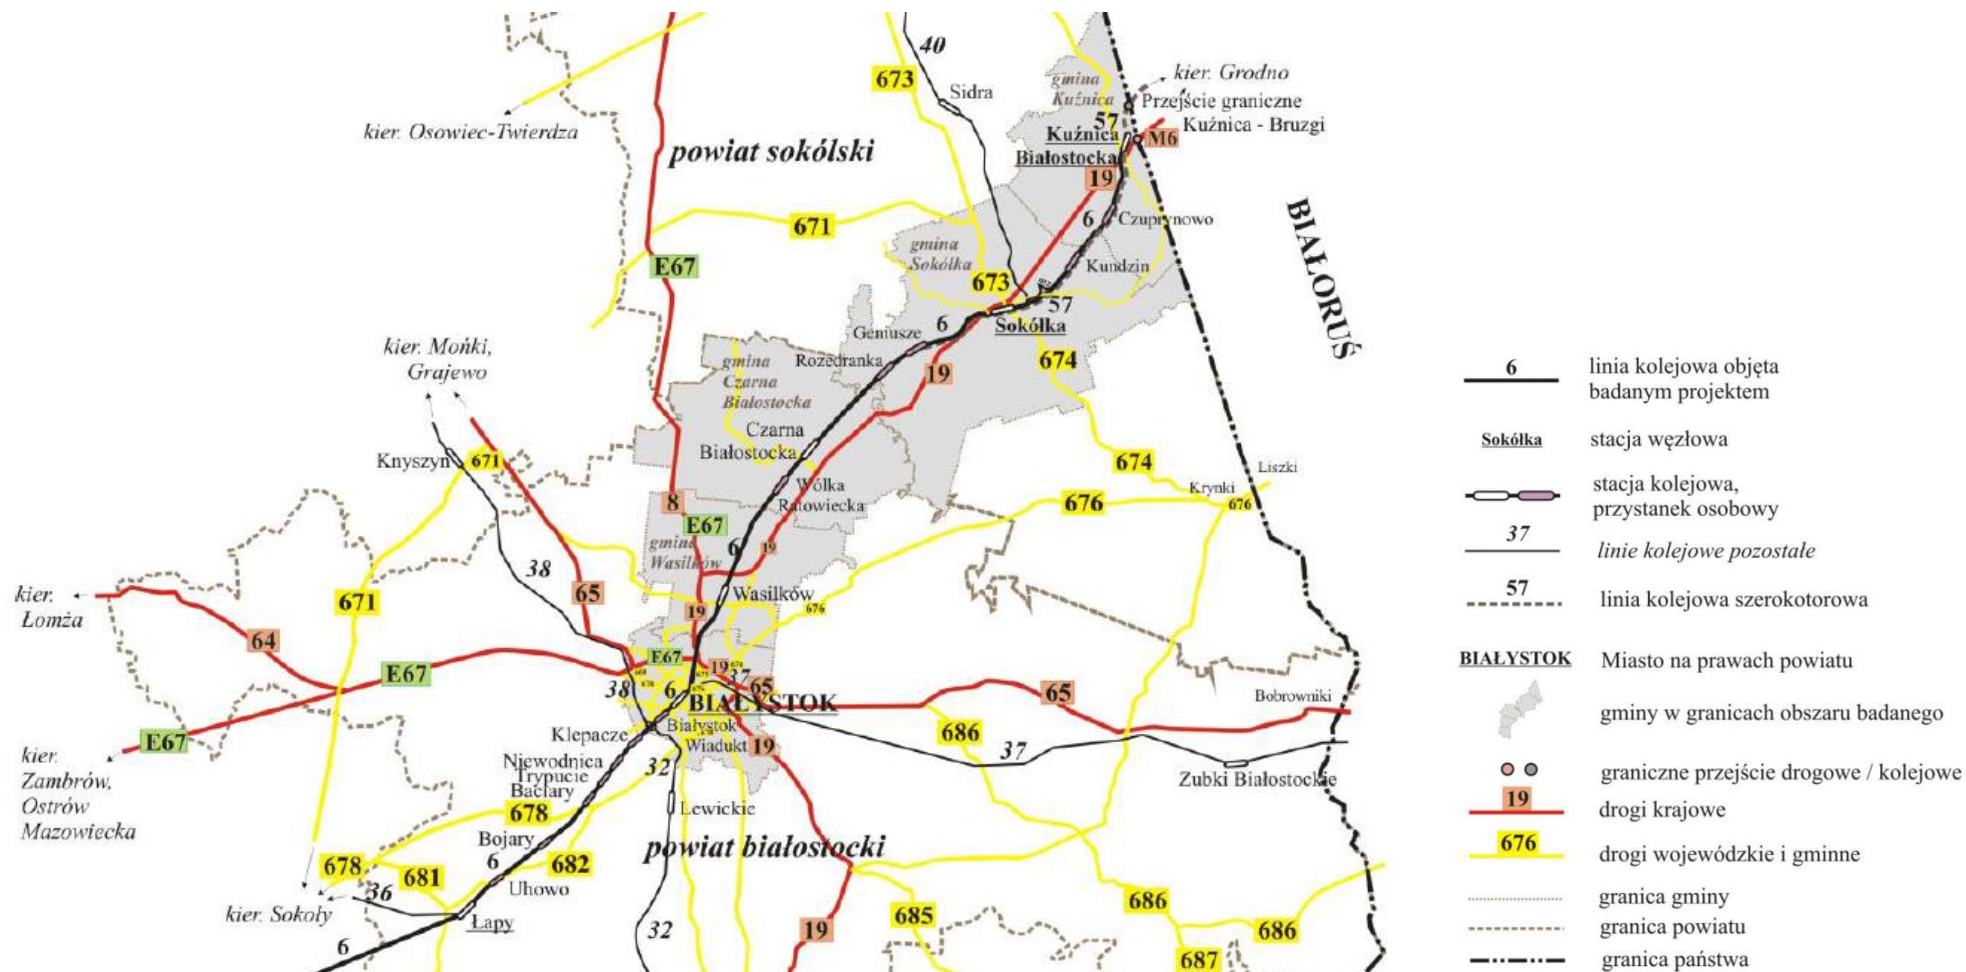 40
673
Sidra
gmina
Kuźnica
kier. Grodno
Przejście graniczne
Kuźnica - Bruzgi
kier. Osowiec-Twierdza
powiat sokólski
57
Kuźnica
Białostocka
M6
19
671
6
Czuprynowo
BIAŁORUŚ
E67
gmina
Sokółka
Kundzin
673
57
Sokółka
Geniusze
6
Rozedranka
19
674
kier. Mońki,
Grajewo
gmina
Czarna
Białostocka
Czarna
Białostocka
Knyszyn
671
674
Liszki
Krynki
676
676
Wólka
Ratowiecka
8
E67
gmina
Wasilków
6
19
38
65
671
kier.
Łomża
Wasilków
676
19
64
E67
E67
19
676
37
38
6
65
BIAŁYSTOK
65
Bobrowniki
E67
Klepacze
Białystok
Wiadukt
19
686
37
Zubki Białostockie
kier.
Zambrów,
Ostrów
Mazowiecka
Niewodnica
Trypucie
Baciary
32
678
Lewickie
Bojary
powiat białostocki
678
681
6
682
Uhowo
36
kier. Sokoły
Łapy
6
32
19
685
686
686
687
6
linia kolejowa objęta
badanym projektem
Sokółka
stacja węzłowa
stacja kolejowa,
przystanek osobowy
37
linie kolejowe pozostałe
57
linia kolejowa szerokotorowa
BIAŁYSTOK
Miasto na prawach powiatu
gminy w granicach obszaru badanego
graniczne przejście drogowe / kolejowe
19
drogi krajowe
676
drogi wojewódzkie i gminne
granica gminy
granica powiatu
granica państwa